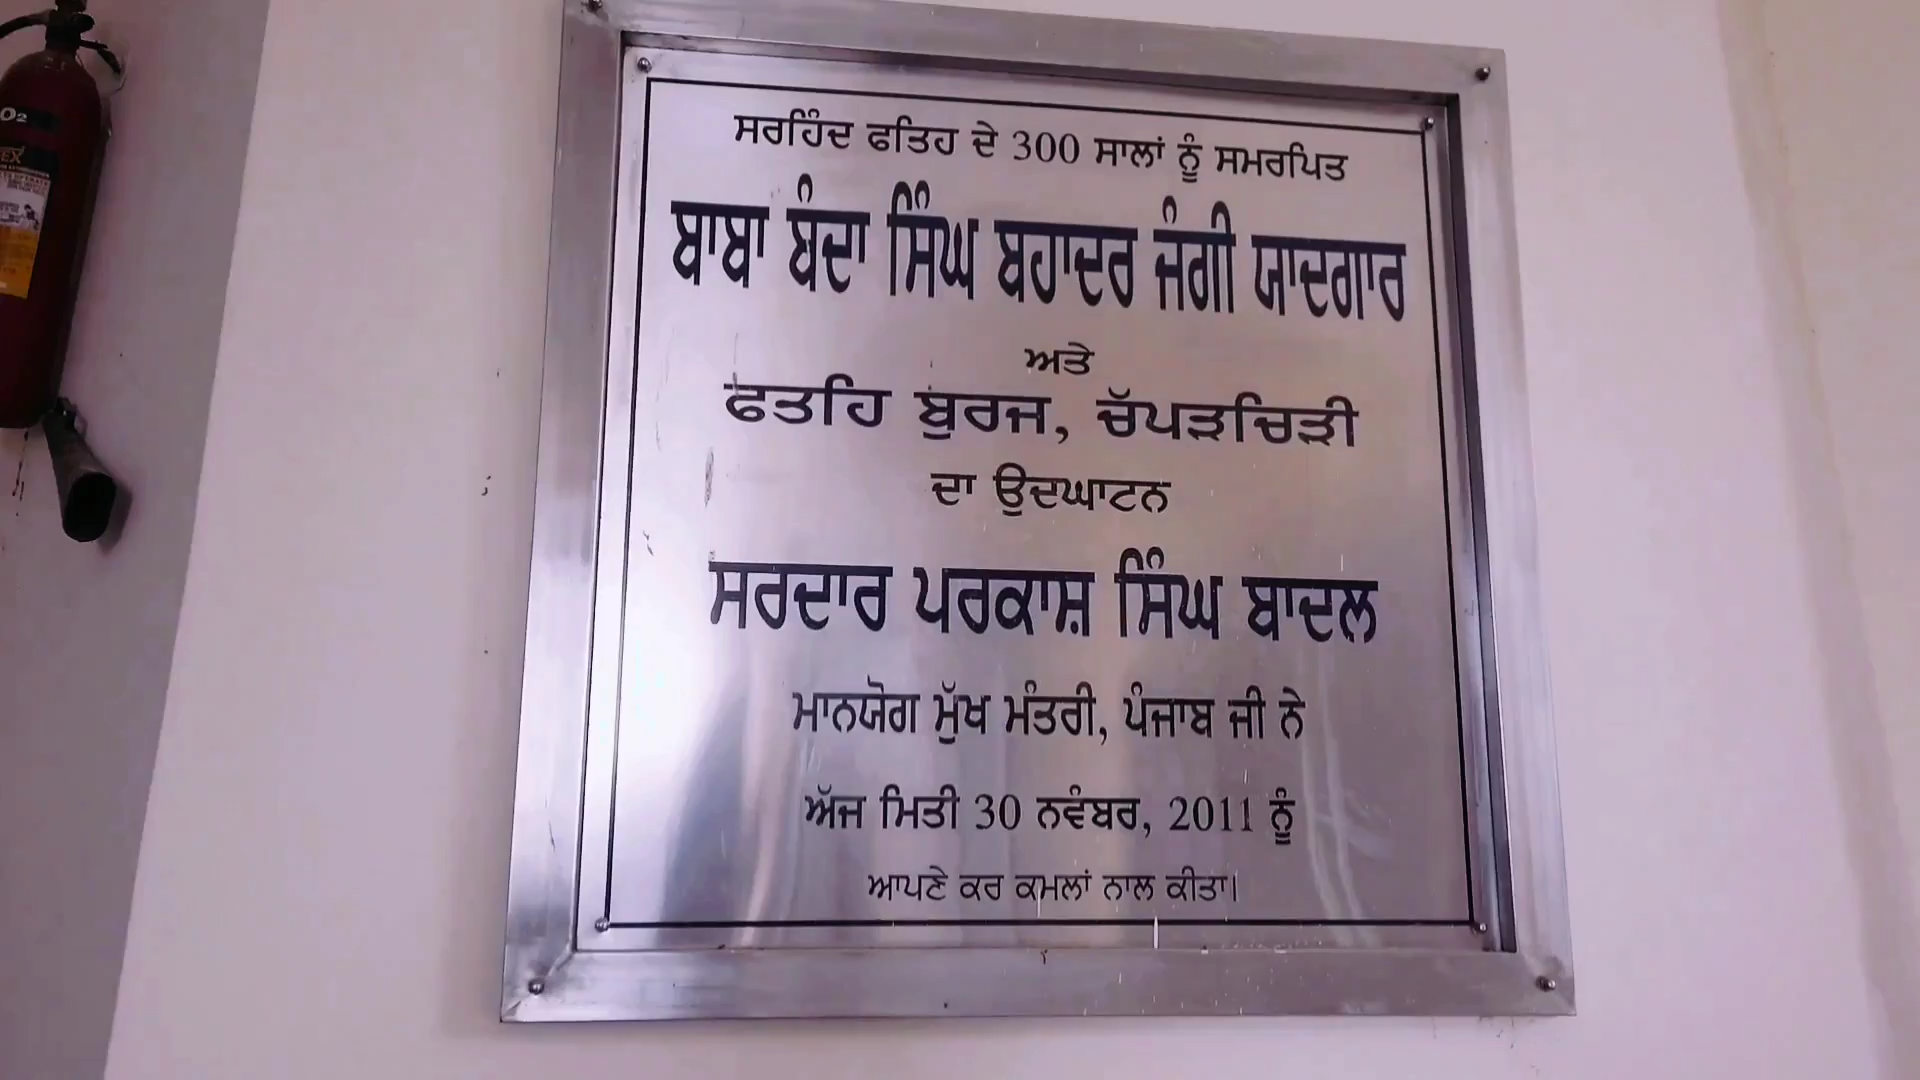 ਸਰਹਿੰਦ ਫਤਿਹ ਦੇ 300 ਸਾਲਾਂ ਨੂੰ ਸਮਰਪਿਤ
ਬਾਬਾ ਬੰਦਾ ਸਿੰਘ ਬਹਾਦਰ ਜੰਗੀ ਯਾਦਗਾਰ
ਅਤੇ
ਫਤਹਿ ਬੁਰਜ, ਚੱਪੜਚਿੜੀ
ਦਾ ਉਦਘਾਟਨ
ਸਰਦਾਰ ਪਰਕਾਸ਼ ਸਿੰਘ ਬਾਦਲ
ਮਾਨਯੋਗ ਮੁੱਖ ਮੰਤਰੀ, ਪੰਜਾਬ ਜੀ ਨੇ
ਅੱਜ ਮਿਤੀ 30 ਨਵੰਬਰ, 2011 ਨੂੰ
ਆਪਣੇ ਕਰ ਕਮਲਾਂ ਨਾਲ ਕੀਤਾ।